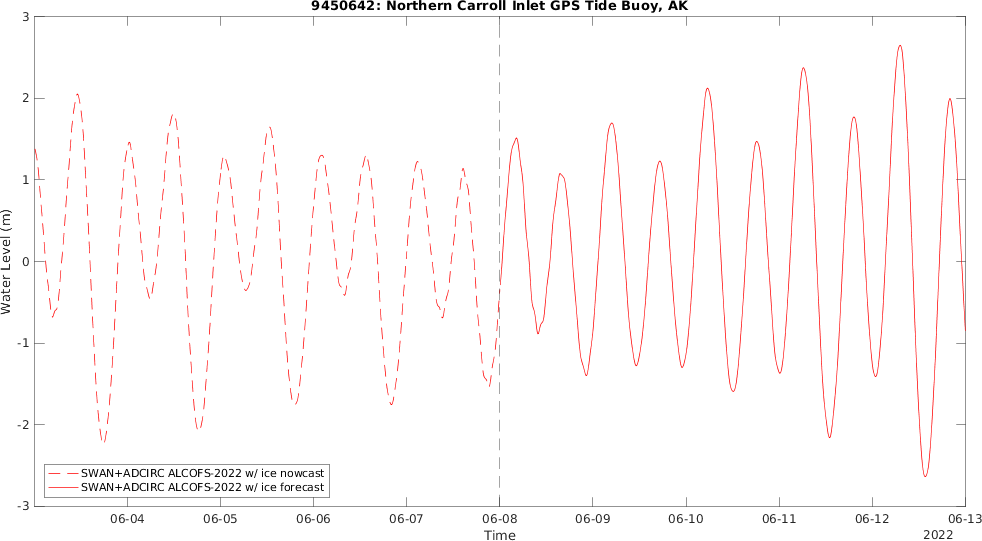 9450642: Northern Carroll Inlet GPS Tide Buoy, AK
3
2
1
0
-1
-2
-3
Water Level (m)
SWAN+ADCIRC ALCOFS-2022 w/ ice nowcast
SWAN+ADCIRC ALCOFS-2022 w/ ice forecast
06-04 06-05 06-06 06-07 06-08 06-09 06-10 06-11 06-12 06-13
Time
2022